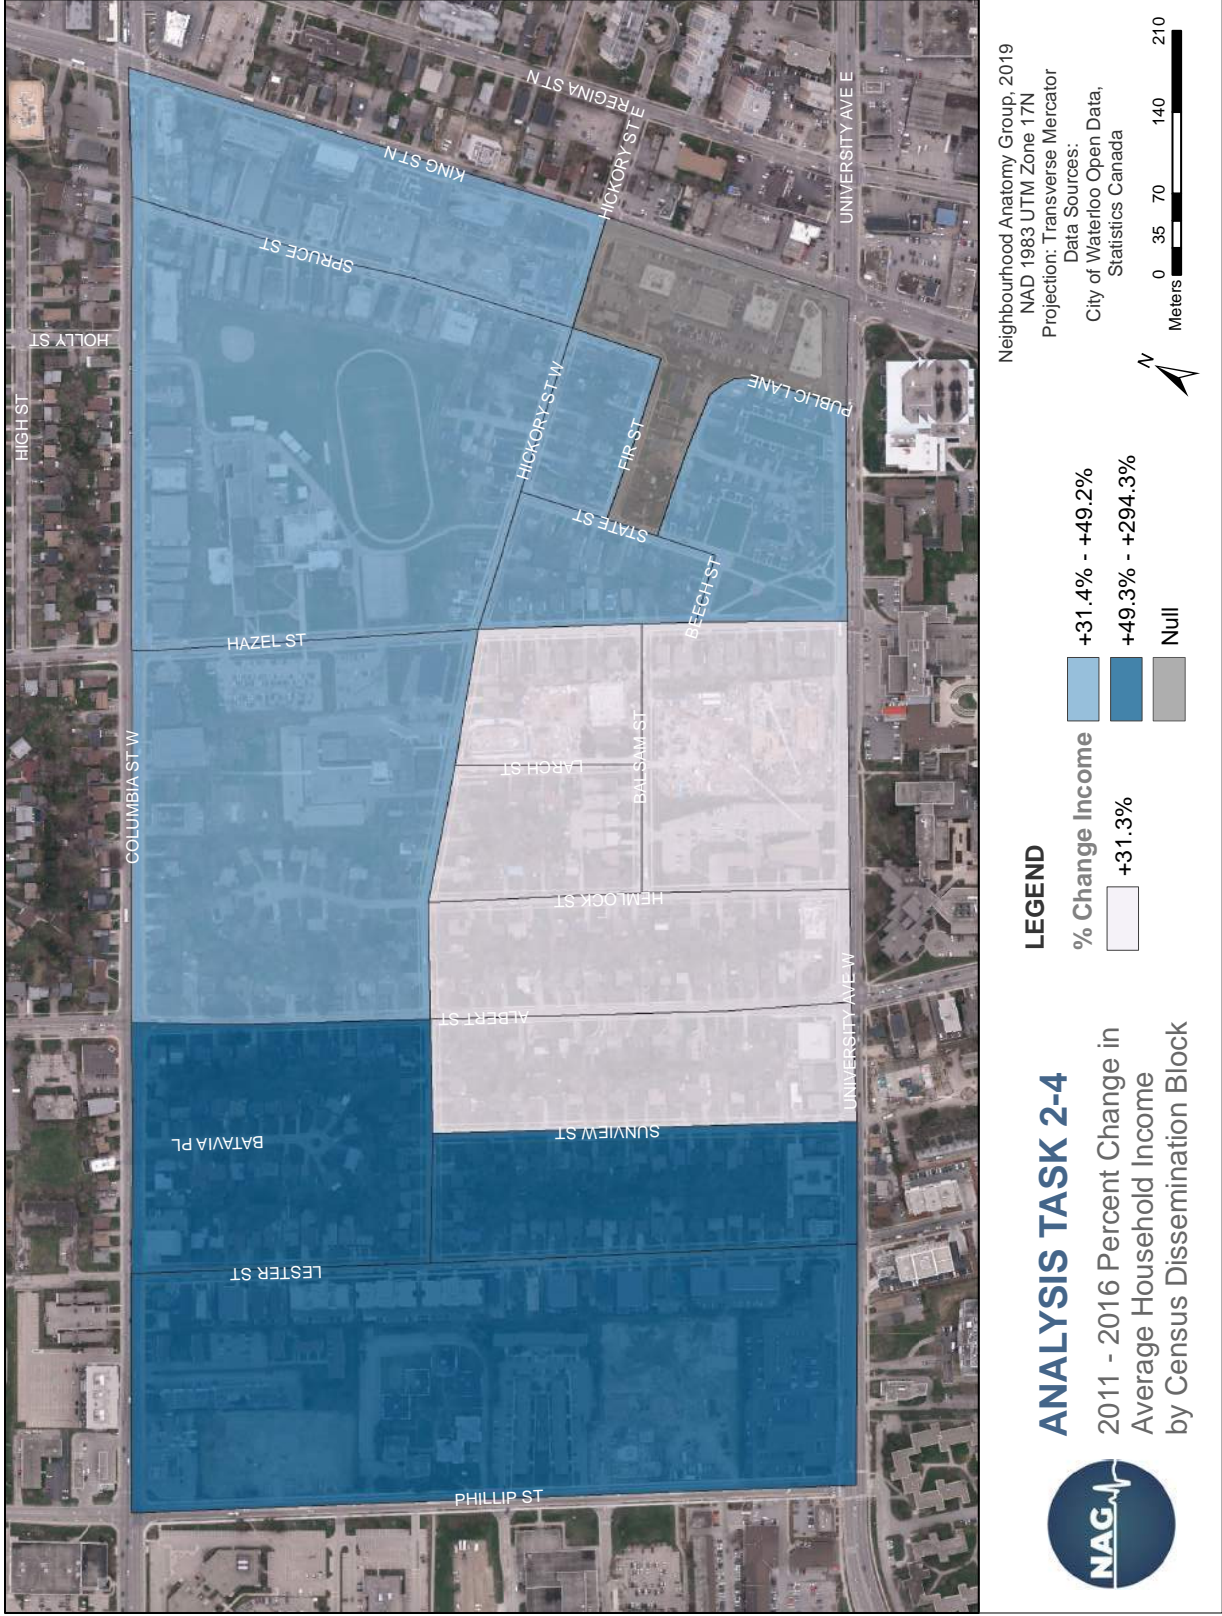 HIGH ST
HOLLY ST
COLUMBIA ST W
HAZEL ST
SPRUCE ST
KING ST N
REGINA ST N
HICKORY ST E
HICKORY ST W
UNIVERSITY AVE E
FIR ST
STATE ST
PUBLIC LANE
BEECH ST
LARCH ST
BALSAM ST
HEMLOCK ST
ALBERT ST
UNIVERSITY AVE W
SUNVIEW ST
BATAVIA PL
LESTER ST
PHILLIP ST
NAG
ANALYSIS TASK 2-4
2011 - 2016 Percent Change in
Average Household Income
by Census Dissemination Block
LEGEND
% Change Income
+31.3%
+31.4% - +49.2%
+49.3% - +294.3%
Null
N
Neighbourhood Anatomy Group, 2019
NAD 1983 UTM Zone 17N
Projection: Transverse Mercator
Data Sources:
City of Waterloo Open Data,
Statistics Canada
0 35 70 140 210
Meters